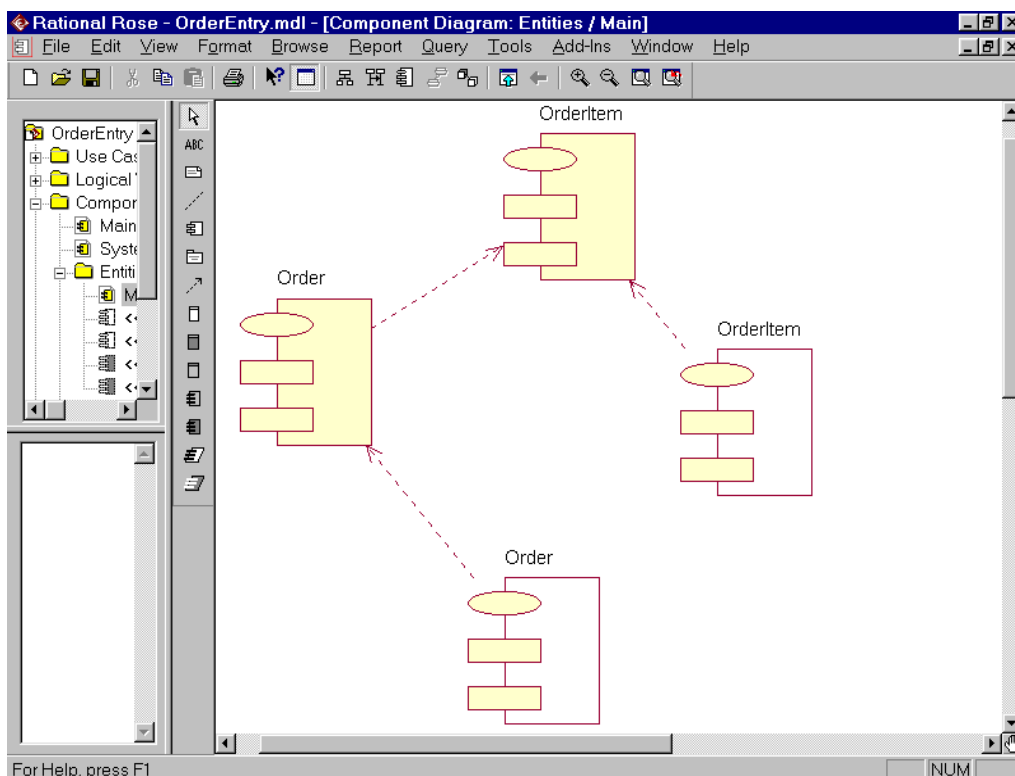 Rational Rose - OrderEntry.mdl - [Component Diagram: Entities / Main]
File Edit View Format Browse Report Query Tools Add-Ins Window Help
OrderEntry
Use Cas
Logical
Compor
Main
Syste
Entiti
M
<
<
<
<
ABC
OrderItem
Order
OrderItem
Order
For Help, press F1
NUM